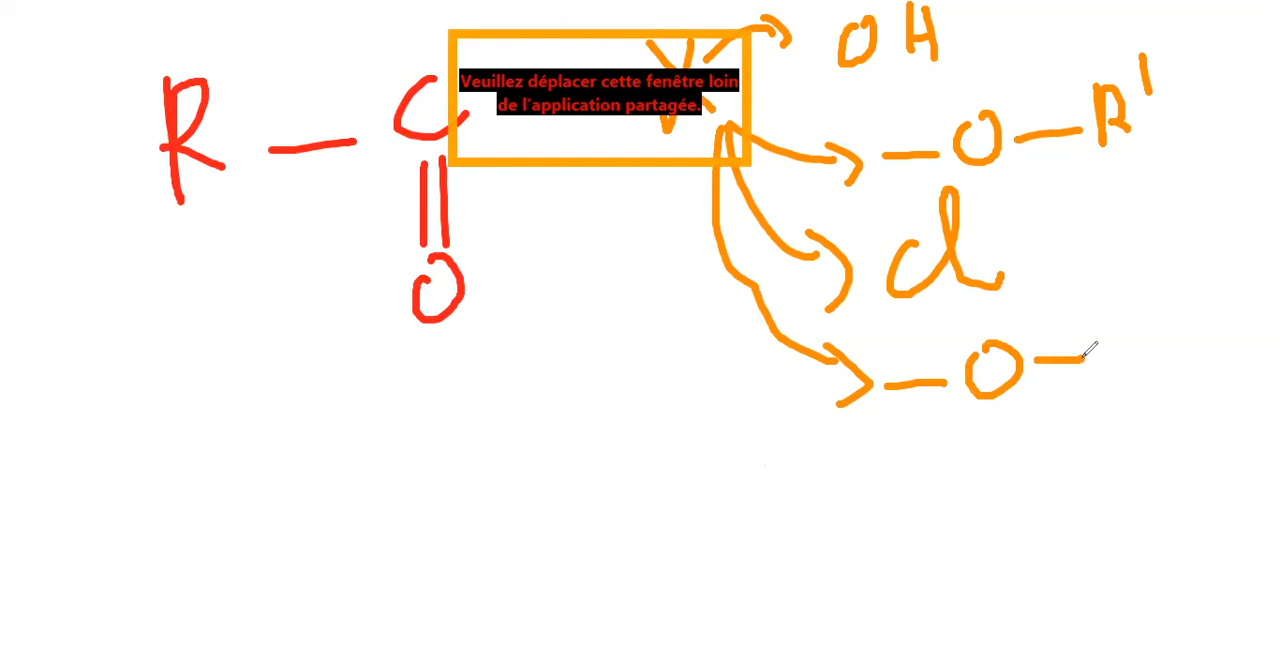 OH
R — C
Veuillez déplacer cette fenêtre loin
de l'application partagée.
— O — R'
Cl
O
— O —